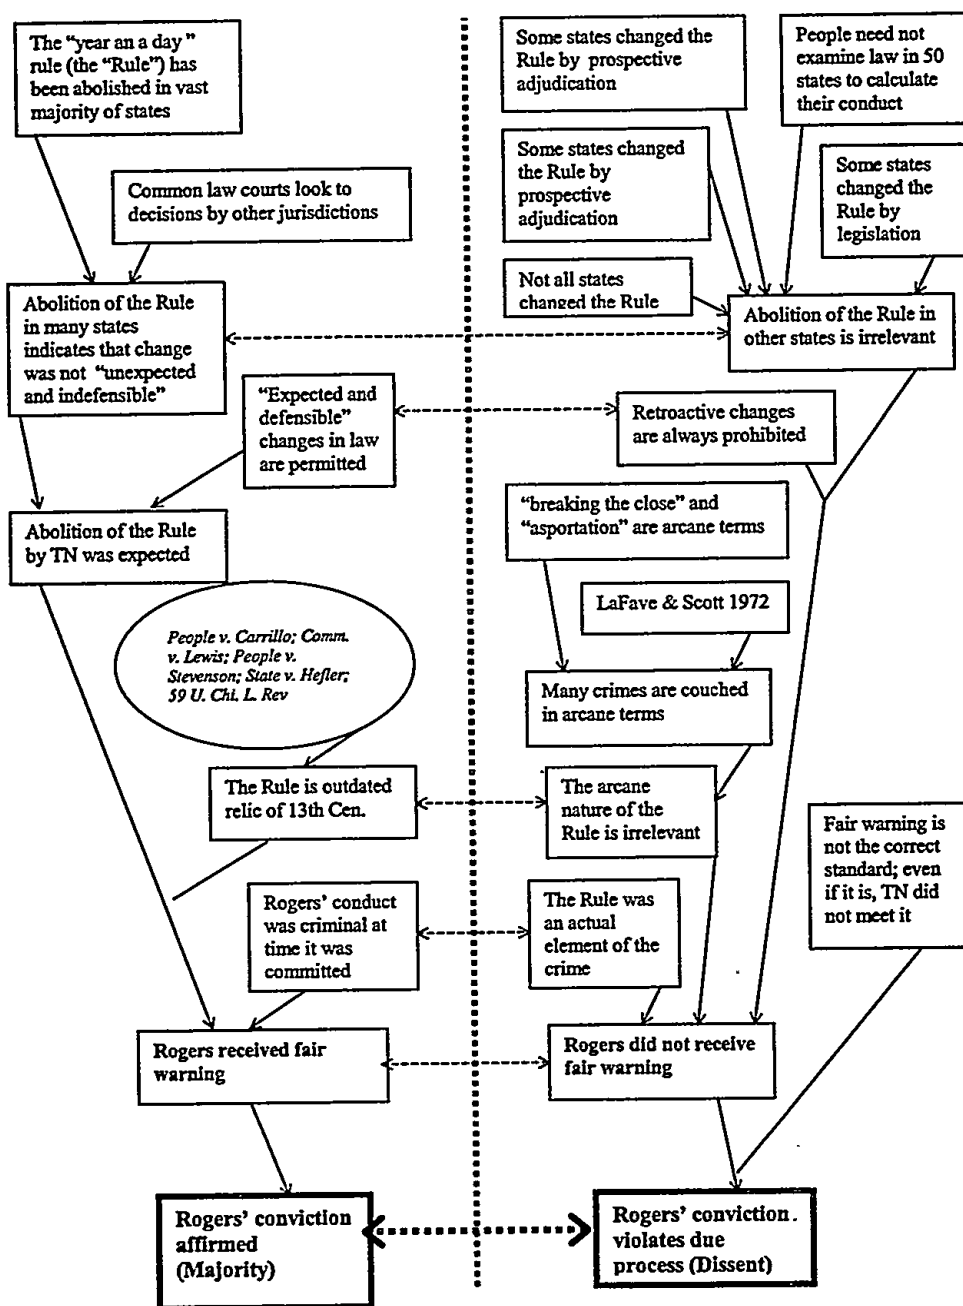 The “year an a day”
rule (the “Rule”) has
been abolished in vast
majority of states
Common law courts look to
decisions by other jurisdictions
Abolition of the Rule
in many states
indicates that change
was not “unexpected
and indefensible”
“Expected and
defensible”
changes in law
are permitted
Abolition of the Rule
by TN was expected
People v. Carrillo; Comm.
v. Lewis; People v.
Stevenson; State v. Hefler;
59 U. Chi. L. Rev
The Rule is outdated
relic of 13th Cen.
Rogers’ conduct
was criminal at
time it was
committed
Rogers received fair
warning
Rogers’ conviction
affirmed
(Majority)
Some states changed the
Rule by prospective
adjudication
People need not
examine law in 50
states to calculate
their conduct
Some states changed
the Rule by
prospective
adjudication
Some states
changed the
Rule by
legislation
Not all states
changed the Rule
Abolition of the Rule in
other states is irrelevant
Retroactive changes
are always prohibited
“breaking the close” and
“asportation” are arcane terms
LaFave & Scott 1972
Many crimes are couched
in arcane terms
The arcane
nature of the
Rule is irrelevant
Fair warning is
not the correct
standard; even
if it is, TN did
not meet it
The Rule was
an actual
element of the
crime
Rogers did not receive
fair warning
Rogers’ conviction
violates due
process (Dissent)